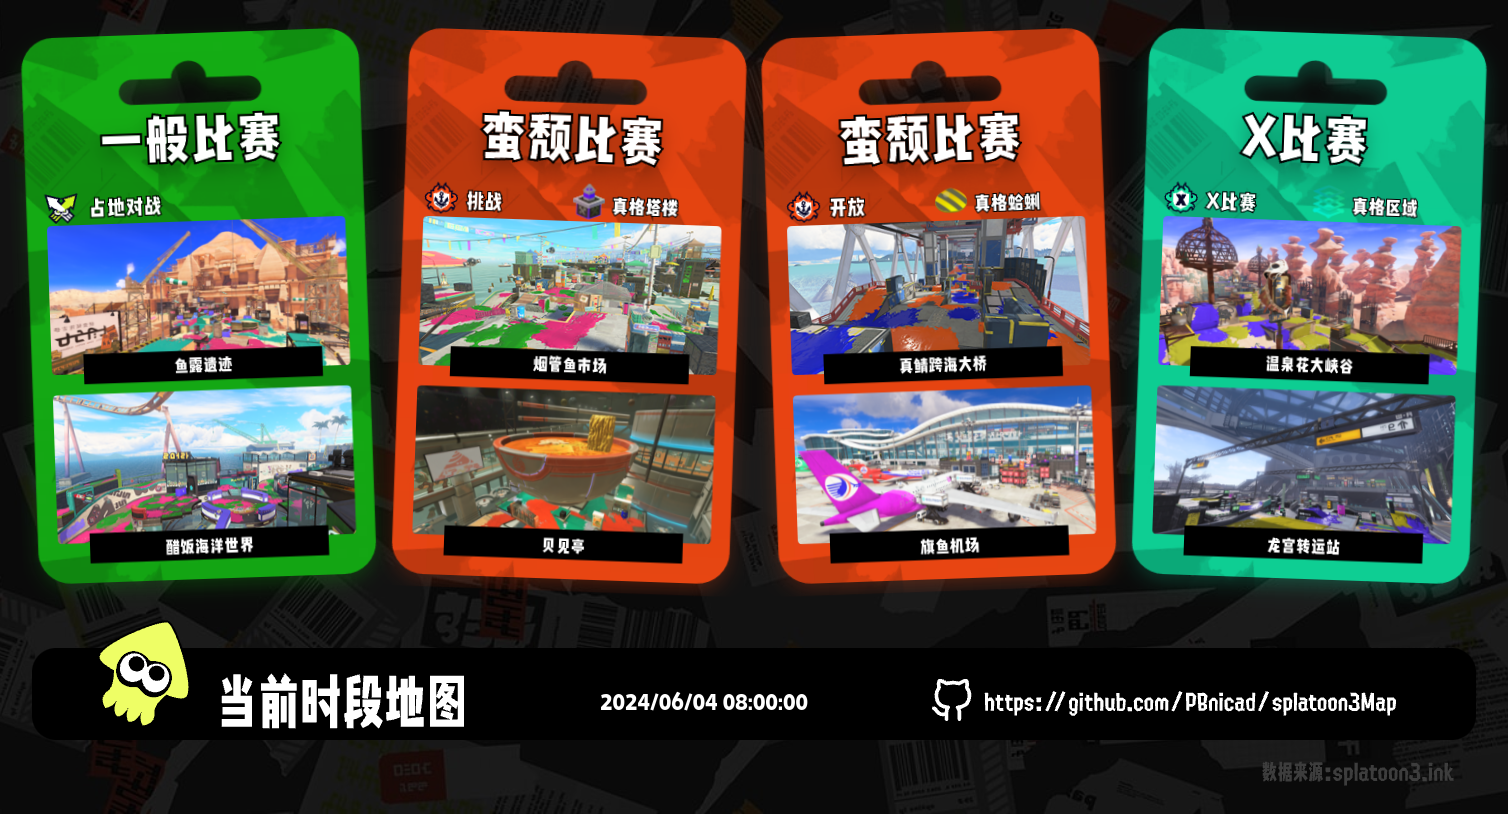 一般比赛
占地对战
鱼露遗迹
醋饭海洋世界
蛮颓比赛
挑战
真格塔楼
烟管鱼市场
贝见亭
蛮颓比赛
开放
真格蛤蜊
真鲭跨海大桥
旗鱼机场
X比赛
X比赛
真格区域
温泉花大峡谷
龙宫转运站
当前时段地图
2024/06/04 08:00:00
https://github.com/PBnicad/splatoon3Map
数据来源:splatoon3.ink